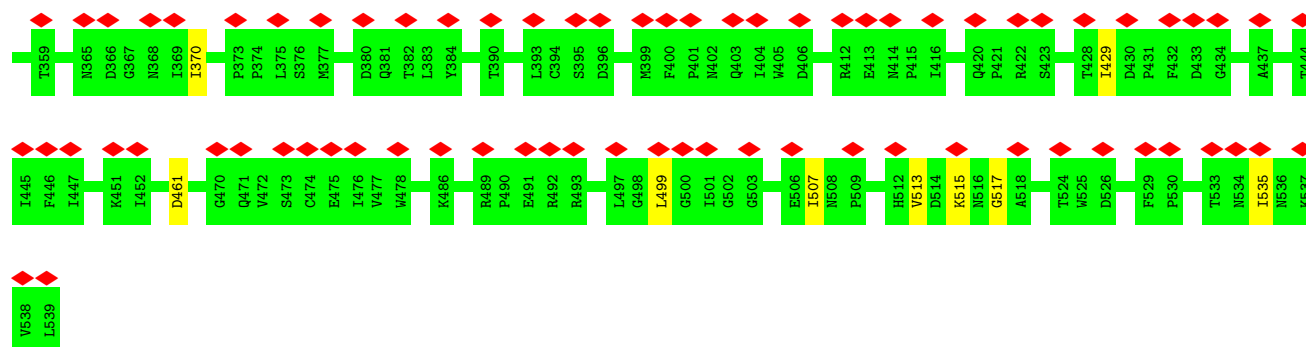 T359 N365 D366 G367 N368 I369 I370 P373 P374 L375 S376 M377 D380 Q381 T382 L383 Y384 T390 L393 C394 S395 D396 M399 F400 P401 N402 Q403 I404 W405 D406 R412 E413 N414 P415 I416 Q420 P421 R422 S423 T428 I429 D430 P431 F432 D433 G434 A437 T444
I445 F446 I447 K451 I452 D461 G470 Q471 V472 S473 C474 E475 I476 V477 W478 K486 R489 P490 E491 R492 R493 L497 G498 L499 G500 I501 G502 G503 E506 I507 N508 P509 H512 V513 D514 K515 N516 G517 A518 T524 W525 D526 F529 P530 T533 N534 I535 N536 K537
V538 L539